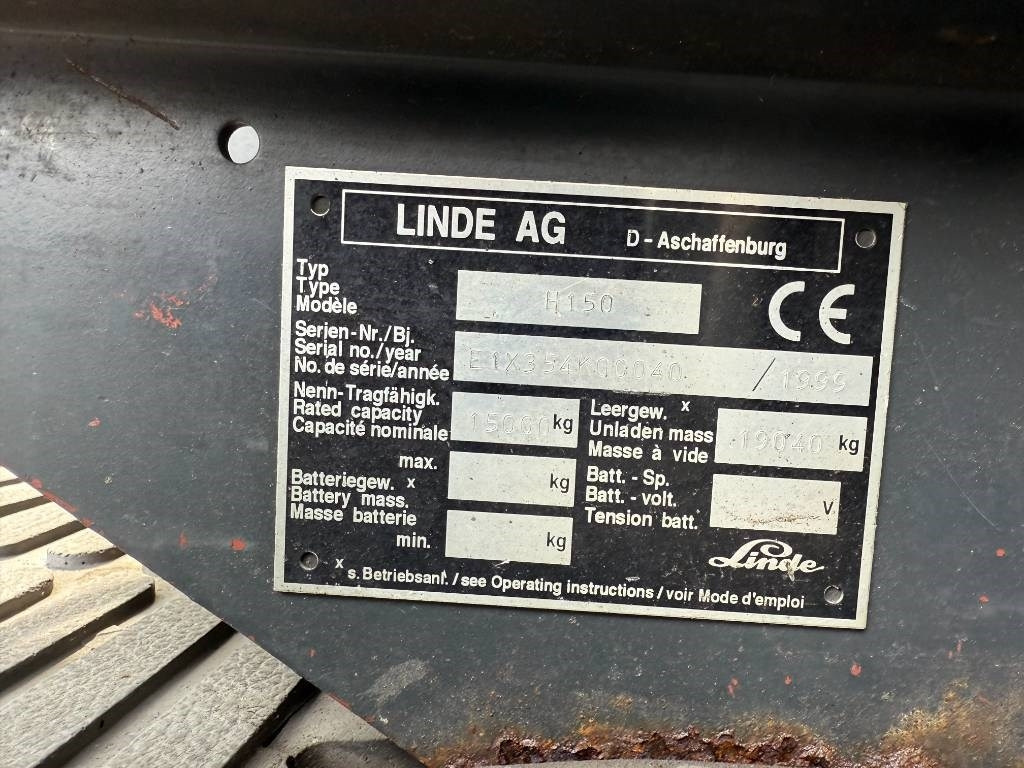 LINDE AG D - Aschaffenburg
Typ
Type
Modèle
H150
CE
Serien-Nr./Bj.
Serial no./year
No. de série/année
E1X354K00040 / 1999
Nenn-Tragfähigk.
Rated capacity
Capacité nominale
15000 kg
Leergew. x
Unladen mass
Masse à vide
19040 kg
max. kg
Batteriegew. x
Battery mass.
Masse batterie
min. kg
Batt. - Sp.
Batt. - volt.
Tension batt.
V
Linde
x s. Betriebsanl. / see Operating instructions / voir Mode d'emploi